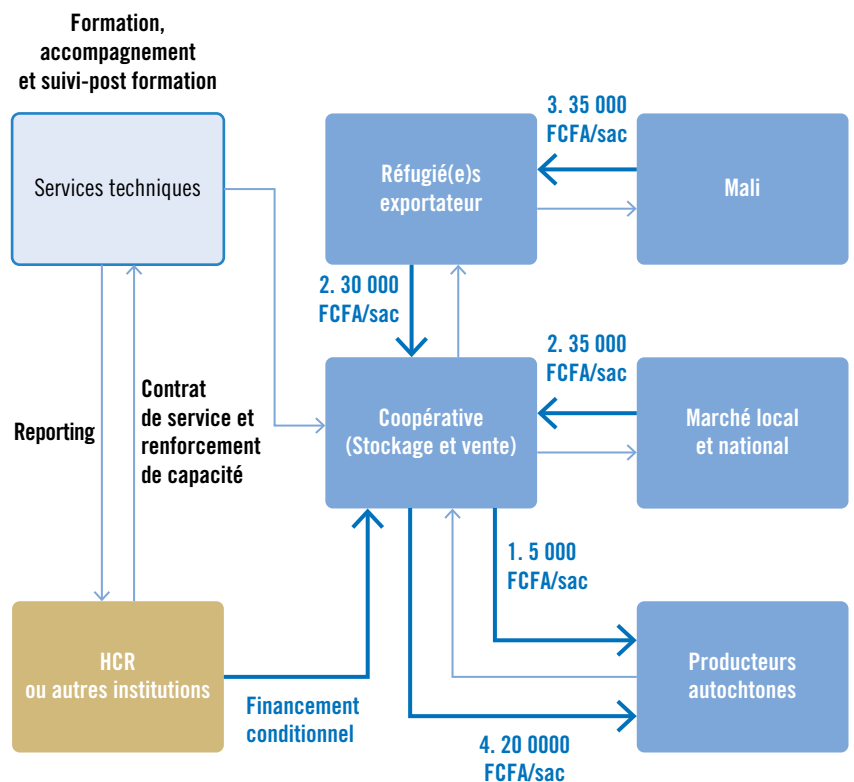 Formation,
accompagnement
et suivi-post formation
Services techniques
Réfugié(e)s
exportateur
3. 35 000
FCFA/sac
Mali
2. 30 000
FCFA/sac
2. 35 000
FCFA/sac
Reporting
Contrat
de service et
renforcement
de capacité
Coopérative
(Stockage et vente)
Marché local
et national
1. 5 000
FCFA/sac
HCR
ou autres institutions
Financement
conditionnel
Producteurs
autochtones
4. 20 0000
FCFA/sac